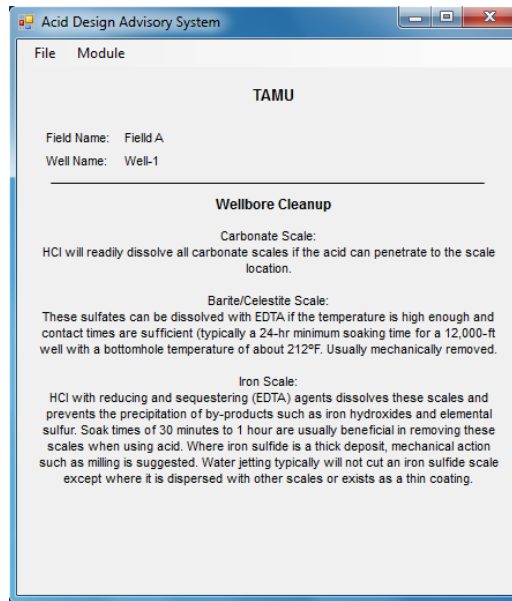 Acid Design Advisory System
File Module
TAMU
Field Name: Fielld A
Well Name: Well-1
Wellbore Cleanup
Carbonate Scale:
HCl will readily dissolve all carbonate scales if the acid can penetrate to the scale
location.
Barite/Celestite Scale:
These sulfates can be dissolved with EDTA if the temperature is high enough and
contact times are sufficient (typically a 24-hr minimum soaking time for a 12,000-ft
well with a bottomhole temperature of about 212ºF. Usually mechanically removed.
Iron Scale:
HCl with reducing and sequestering (EDTA) agents dissolves these scales and
prevents the precipitation of by-products such as iron hydroxides and elemental
sulfur. Soak times of 30 minutes to 1 hour are usually beneficial in removing these
scales when using acid. Where iron sulfide is a thick deposit, mechanical action
such as milling is suggested. Water jetting typically will not cut an iron sulfide scale
except where it is dispersed with other scales or exists as a thin coating.